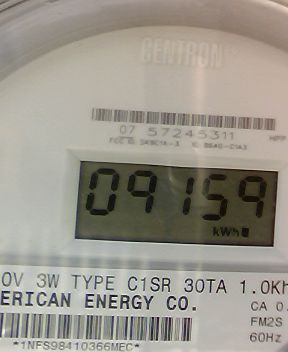 CENTRON
07 57245311
09159
kWh
0V 3W TYPE C1SR 30TA 1.0Kh
ERICAN ENERGY CO.
CA 0.
FM2S
60Hz
*1NFS98410366MEC*